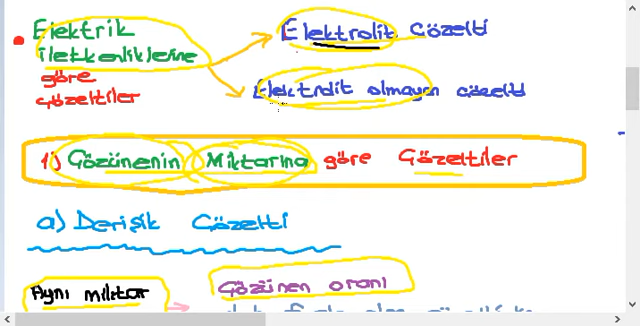 Elektrik
iletkenliklerine
göre
çözeltiler
Elektrolit çözelti
Elektrolit olmayan çözelti
1) Çözünenin Miktarına göre Çözeltiler
a) Derişik Çözelti
Aynı miktar
Çözünen oranı